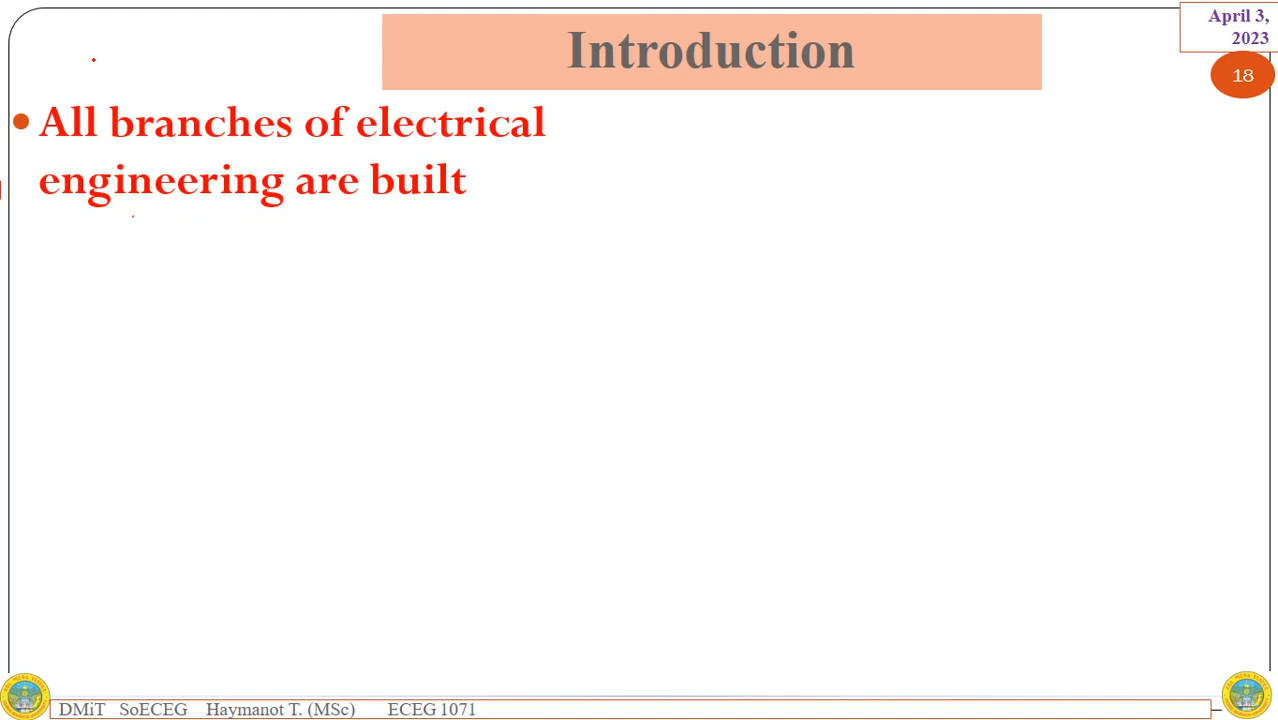 Introduction
April 3,
2023
18
All branches of electrical
engineering are built
DMiT SoECEG Haymanot T. (MSc) ECEG 1071